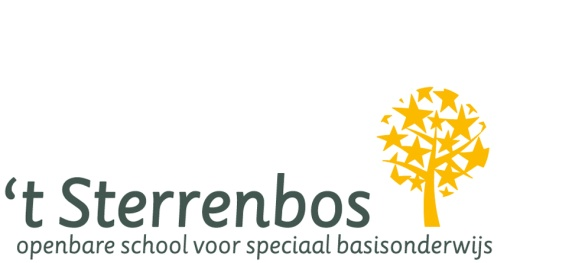 ‘t Sterrenbos
openbare school voor speciaal basisonderwijs